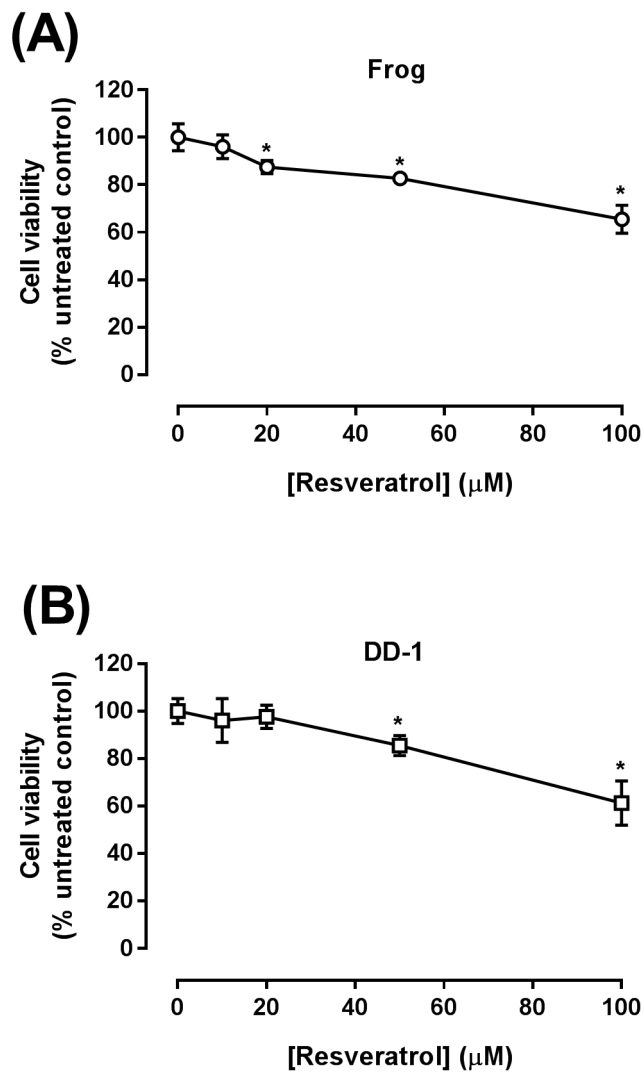 (A)
Frog
Cell viability
(% untreated control)
120
100
80
60
40
20
0
*
*
*
0 20 40 60 80 100
[Resveratrol] (μM)
(B)
DD-1
Cell viability
(% untreated control)
120
100
80
60
40
20
0
*
*
0 20 40 60 80 100
[Resveratrol] (μM)